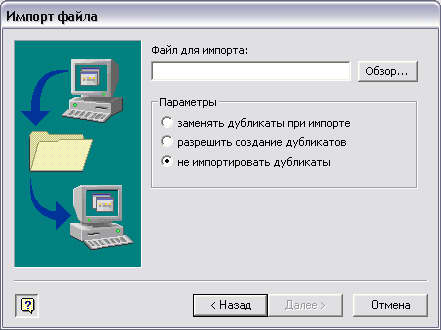 Импорт файла
Файл для импорта:
Обзор...
Параметры
заменять дубликаты при импорте
разрешить создание дубликатов
не импортировать дубликаты
?
< Назад
Далее >
Отмена